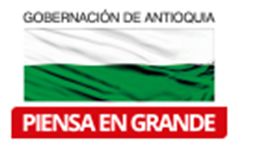 GOBERNACIÓN DE ANTIOQUIA
PIENSA EN GRANDE